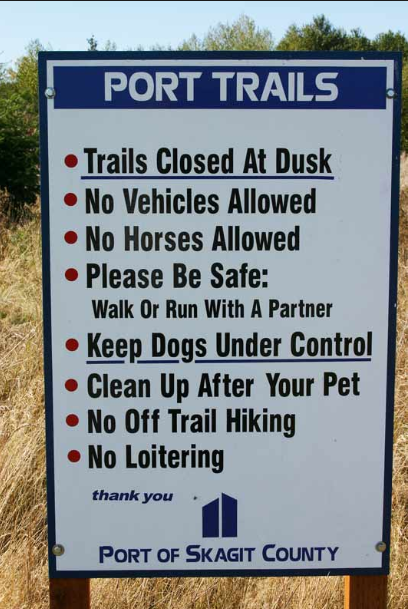 PORT TRAILS
Trails Closed At Dusk
No Vehicles Allowed
No Horses Allowed
Please Be Safe:
Walk Or Run With A Partner
Keep Dogs Under Control
Clean Up After Your Pet
No Off Trail Hiking
No Loitering
thank you
PORT OF SKAGIT COUNTY